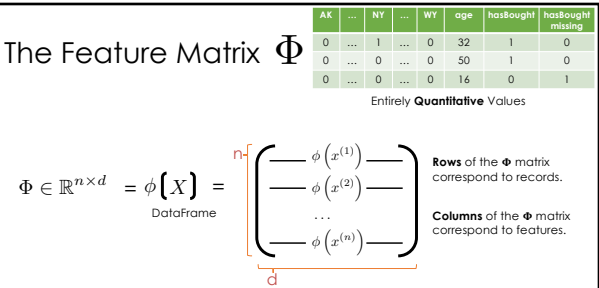 The Feature Matrix Φ
AK ... NY ... WY age hasBought hasBought missing
0 ... 1 ... 0 32 1 0
0 ... 0 ... 0 50 1 0
0 ... 0 ... 0 16 0 1
Entirely Quantitative Values
Φ ∈ ℝ^{n×d} = ϕ(X) =
DataFrame
n
ϕ(x^{(1)})
ϕ(x^{(2)})
...
ϕ(x^{(n)})
d
Rows of the Φ matrix
correspond to records.
Columns of the Φ matrix
correspond to features.